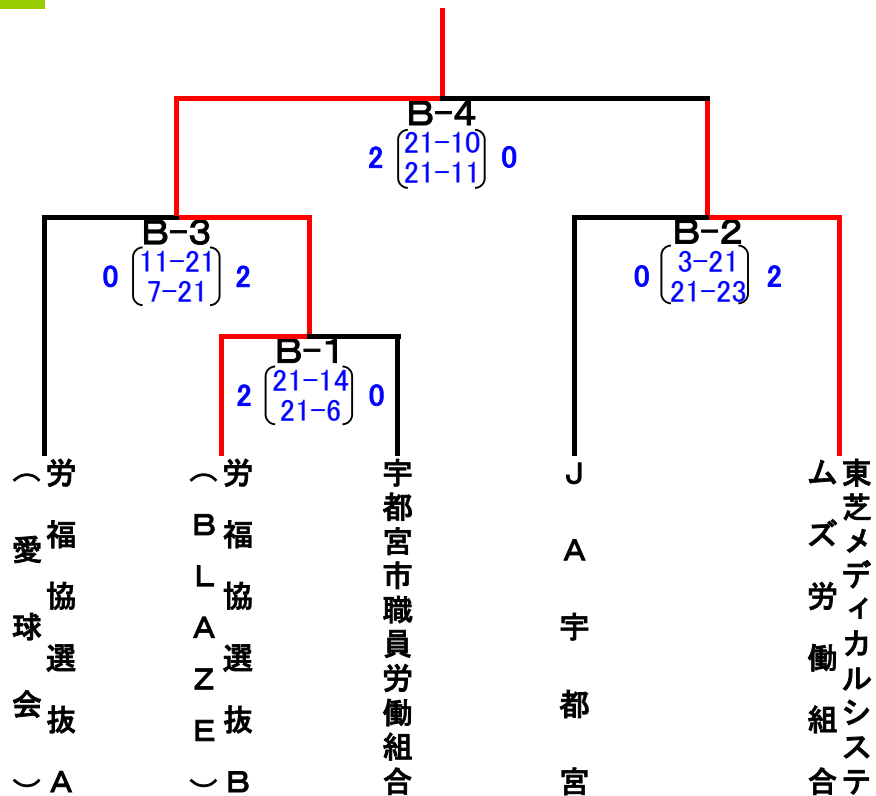 B-4
2 21-10 0
21-11
B-3
0 11-21 2
7-21
B-2
0 3-21 2
21-23
B-1
2 21-14 0
21-6
労福協選抜A
(愛球会)
労福協選抜B
(BLAZE)
宇都宮市職員労働組合
JA宇都宮
東芝メディカルシステ
ムズ労働組合